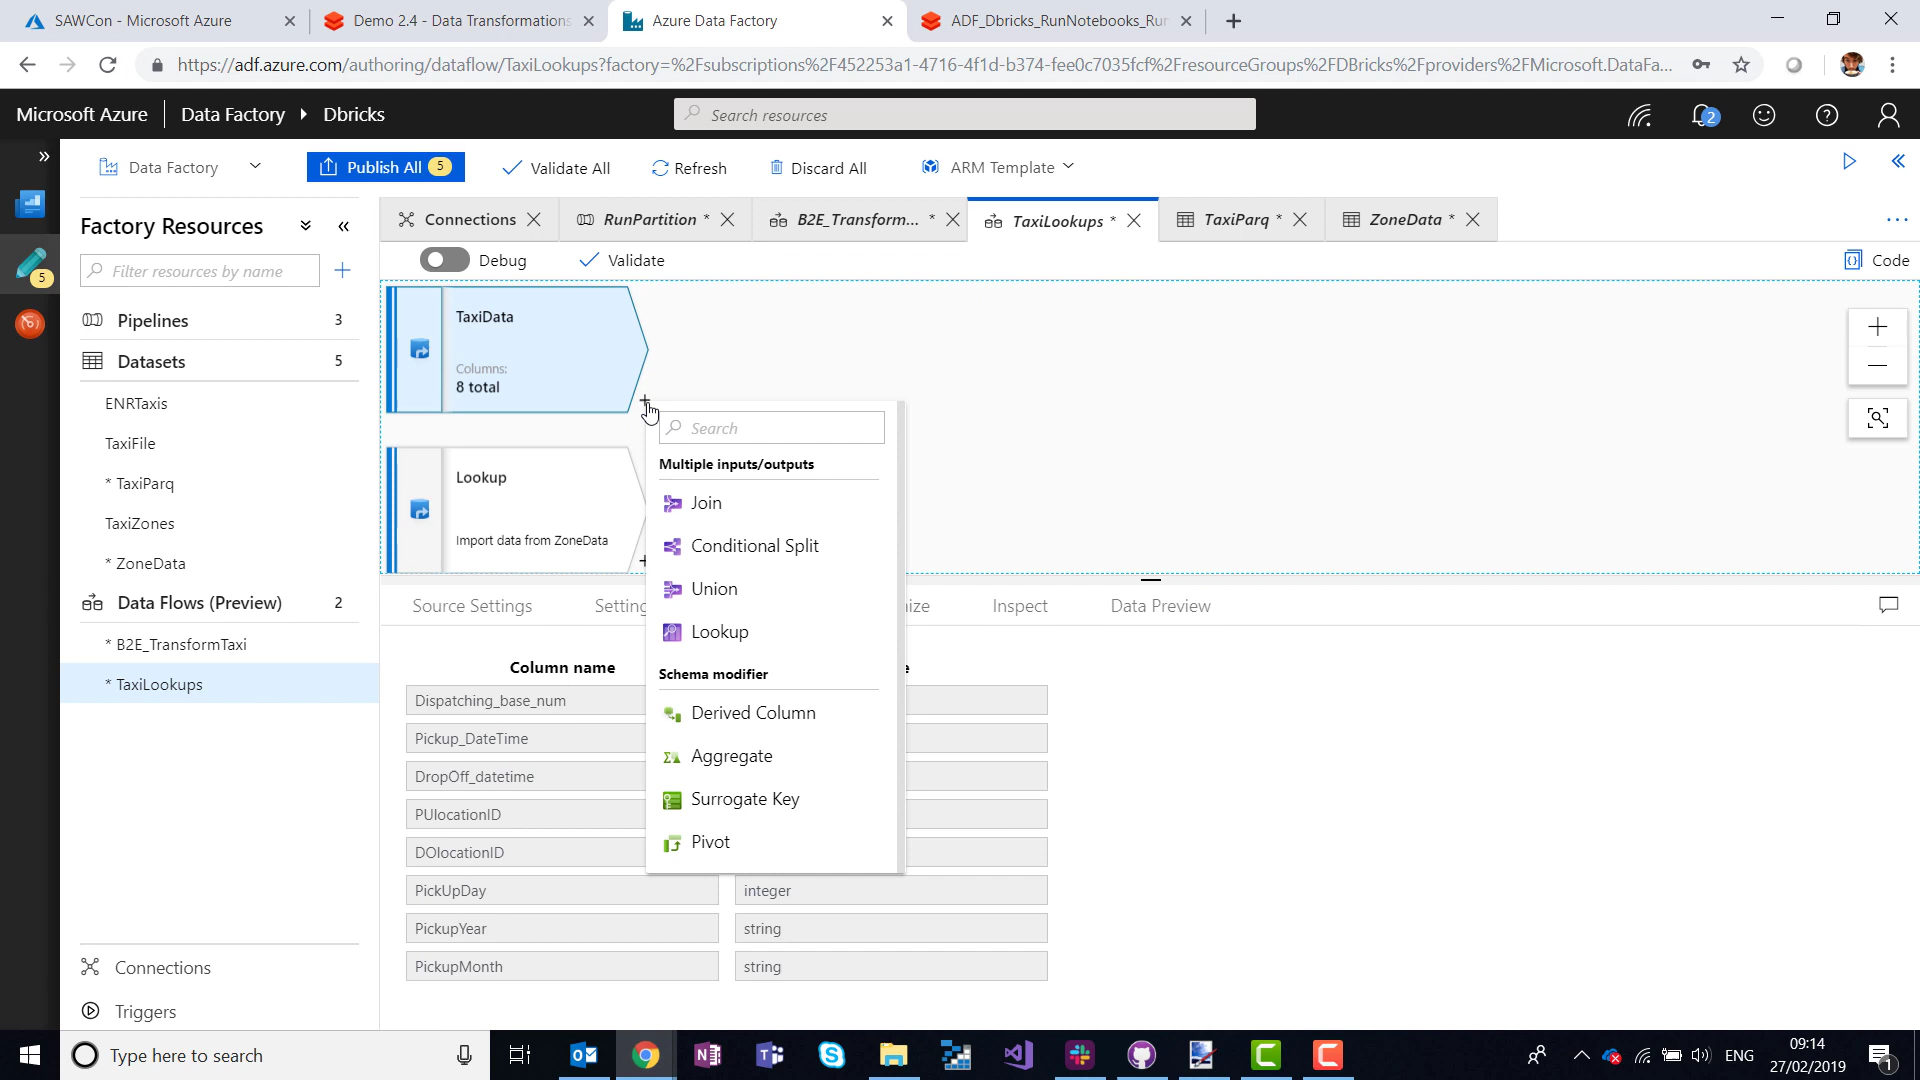 SAWCon - Microsoft Azure
Demo 2.4 - Data Transformations
Azure Data Factory
ADF_Dbricks_RunNotebooks_Run
https://adf.azure.com/authoring/dataflow/TaxiLookups?factory=%2Fsubscriptions%2F452253a1-4716-4f1d-b374-fee0c7035fcf%2FresourceGroups%2FDBricks%2Fproviders%2FMicrosoft.DataFa...
Microsoft Azure
Data Factory
Dbricks
Search resources
2
Data Factory
Publish All 5
Validate All
Refresh
Discard All
ARM Template
Factory Resources
Connections
RunPartition *
B2E_Transform... *
TaxiLookups *
TaxiParq *
ZoneData *
...
5
Filter resources by name
Debug
Validate
Code
Pipelines 3
Datasets 5
ENRTaxis
TaxiFile
* TaxiParq
TaxiZones
* ZoneData
Data Flows (Preview) 2
* B2E_TransformTaxi
* TaxiLookups
Connections
Triggers
TaxiData
Columns:
8 total
Lookup
Import data from ZoneData
Search
Multiple inputs/outputs
Join
Conditional Split
Union
Lookup
Schema modifier
Derived Column
Aggregate
Surrogate Key
Pivot
Source Settings
Inspect
Data Preview
Column name
Dispatching_base_num
Pickup_DateTime
DropOff_datetime
PUlocationID
DOlocationID
PickUpDay integer
PickupYear string
PickupMonth string
Type here to search
ENG
09:14
27/02/2019
1